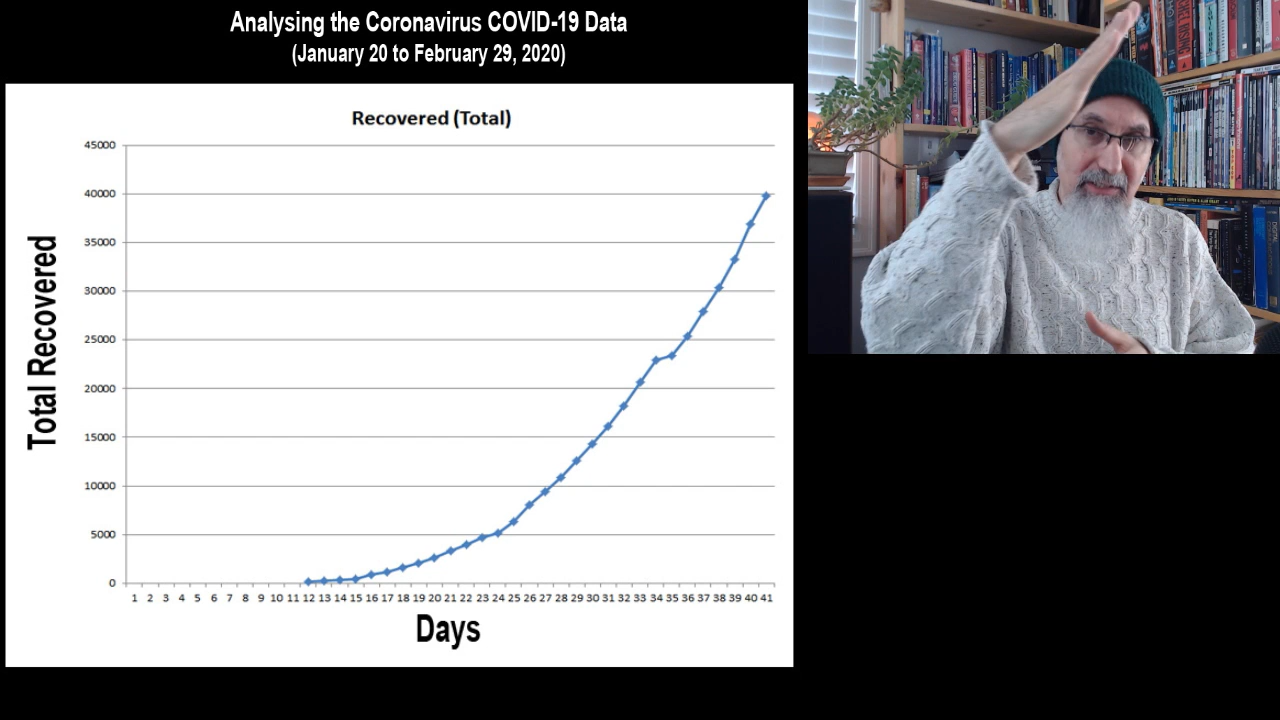 Analysing the Coronavirus COVID-19 Data
(January 20 to February 29, 2020)
Recovered (Total)
45000
40000
35000
30000
25000
20000
15000
10000
5000
0
Total Recovered
1 2 3 4 5 6 7 8 9 10 11 12 13 14 15 16 17 18 19 20 21 22 23 24 25 26 27 28 29 30 31 32 33 34 35 36 37 38 39 40 41
Days